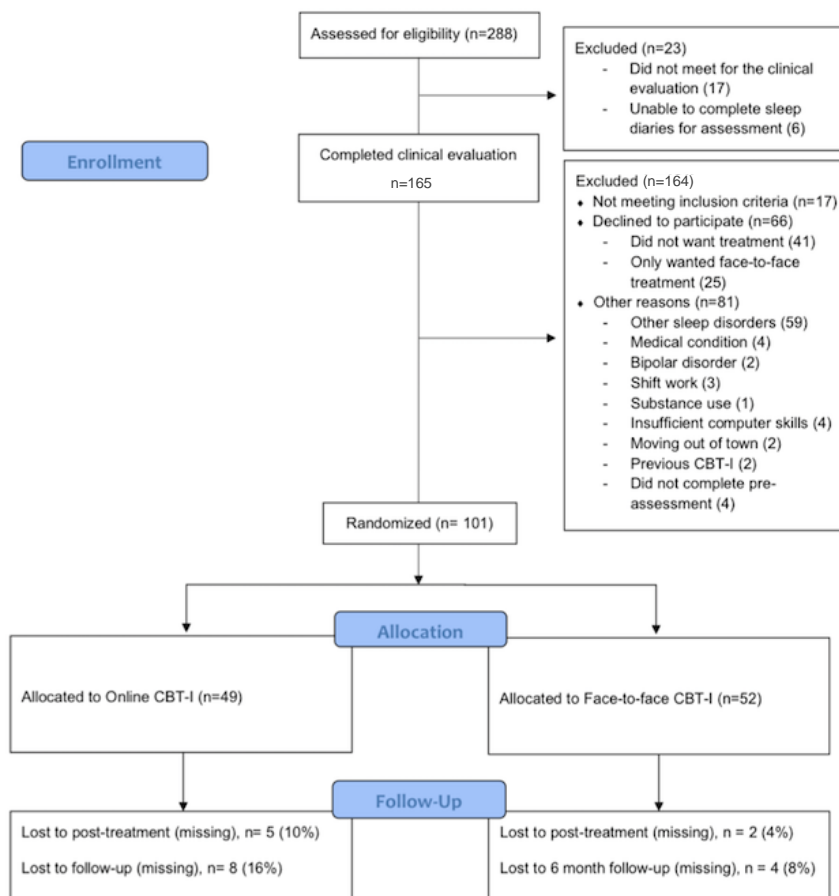 Assessed for eligibility (n=288)
Excluded (n=23)
- Did not meet for the clinical
evaluation (17)
- Unable to complete sleep
diaries for assessment (6)
Enrollment
Completed clinical evaluation
n=165
Excluded (n=164)
♦ Not meeting inclusion criteria (n=17)
♦ Declined to participate (n=66)
- Did not want treatment (41)
- Only wanted face-to-face
treatment (25)
♦ Other reasons (n=81)
- Other sleep disorders (59)
- Medical condition (4)
- Bipolar disorder (2)
- Shift work (3)
- Substance use (1)
- Insufficient computer skills (4)
- Moving out of town (2)
- Previous CBT-I (2)
- Did not complete pre-
assessment (4)
Randomized (n= 101)
Allocation
Allocated to Online CBT-I (n=49)
Allocated to Face-to-face CBT-I (n=52)
Follow-Up
Lost to post-treatment (missing), n= 5 (10%)
Lost to follow-up (missing), n= 8 (16%)
Lost to post-treatment (missing), n = 2 (4%)
Lost to 6 month follow-up (missing), n = 4 (8%)